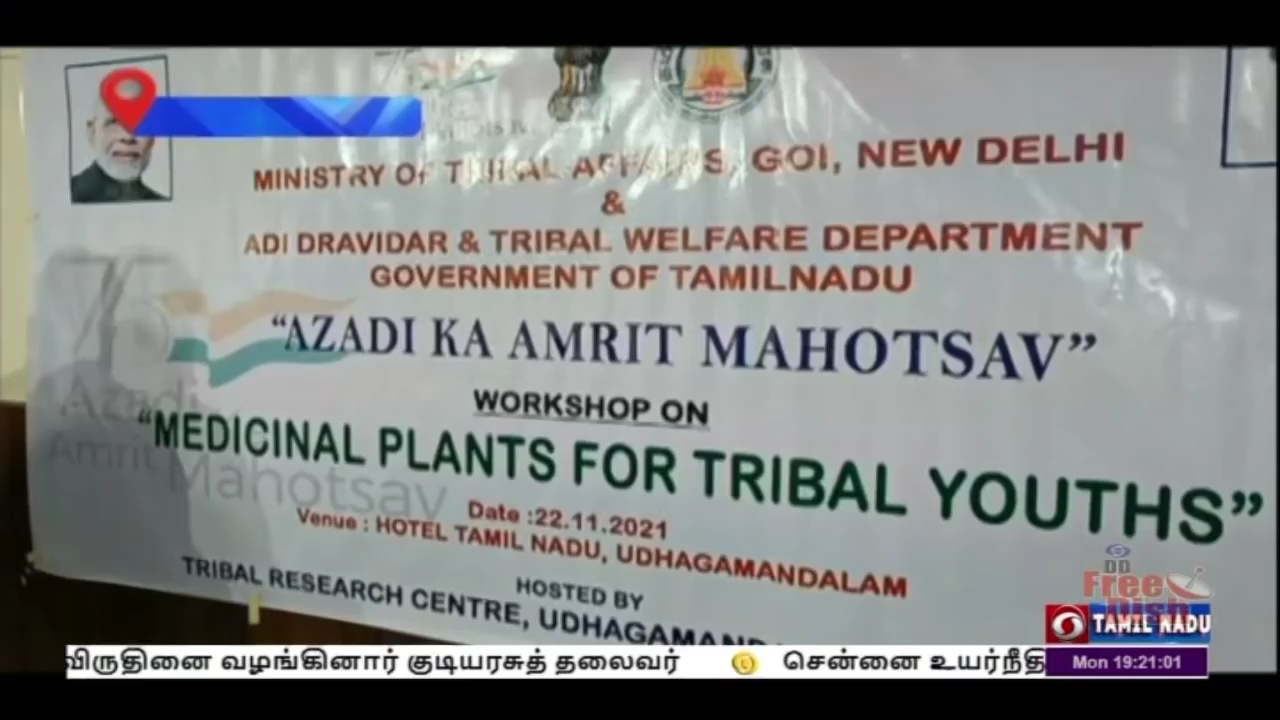 MINISTRY OF TRIBAL AFFAIRS, GOI, NEW DELHI
&
ADI DRAVIDAR & TRIBAL WELFARE DEPARTMENT
GOVERNMENT OF TAMILNADU
"AZADI KA AMRIT MAHOTSAV"
WORKSHOP ON
"MEDICINAL PLANTS FOR TRIBAL YOUTHS"
Azadi
Amrit Mahotsav
Date :22.11.2021
Venue : HOTEL TAMIL NADU, UDHAGAMANDALAM
HOSTED BY
TRIBAL RESEARCH CENTRE,
DD
Free
Dish
TAMIL NADU
விருதினை வழங்கினார் குடியரசுத் தலைவர் சென்னை உயர்நீதி
Mon 19:21:01